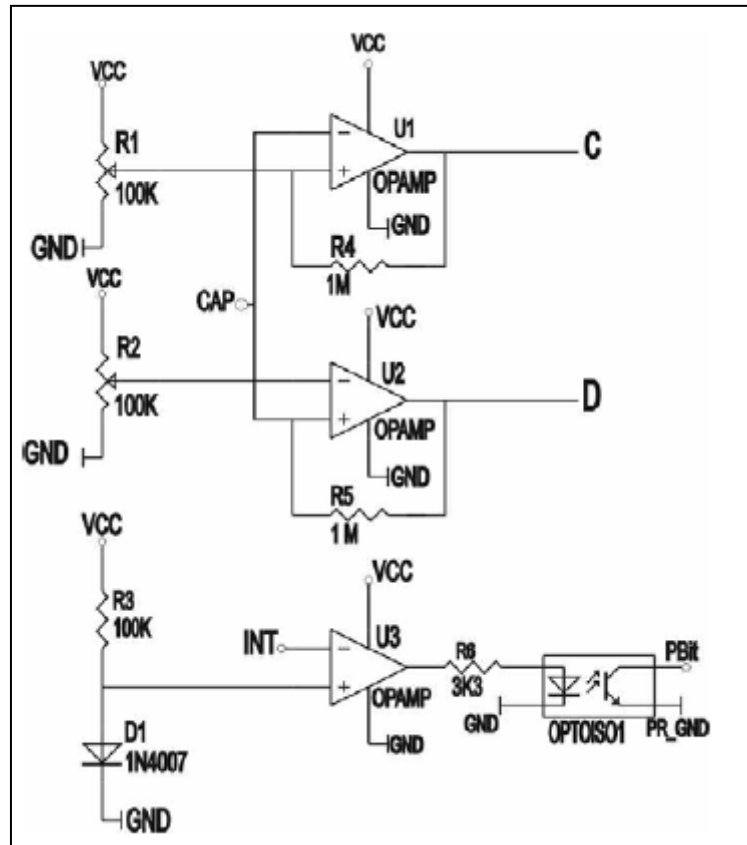 VCC
VCC
R1
100K
GND
U1
OPAMP
GND
C
R4
1M
CAP
VCC
R2
100K
GND
VCC
U2
OPAMP
GND
D
R5
1 M
VCC
R3
100K
D1
1N4007
GND
VCC
INT
U3
OPAMP
GND
R6
3K3
GND
OPTOISO1
PBit
PR_GND
-
+
-
+
-
+